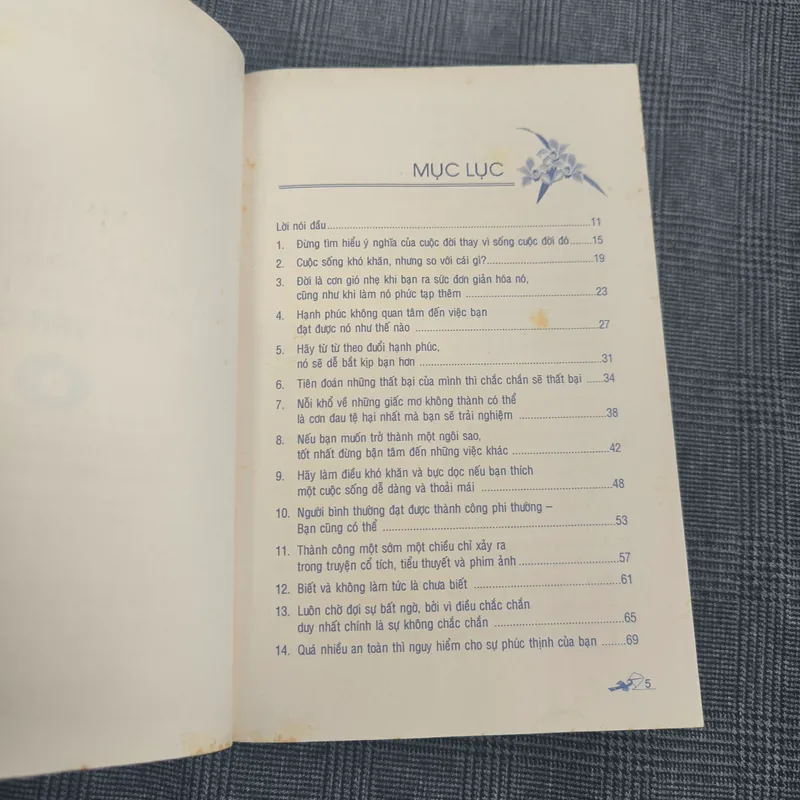 MỤC LỤC
Lời nói đầu..........11
1. Đừng tìm hiểu ý nghĩa của cuộc đời thay vì sống cuộc đời đó........15
2. Cuộc sống khó khăn, nhưng so với cái gì?..........19
3. Đời là cơn gió nhẹ khi bạn ra sức đơn giản hóa nó,
cũng như khi làm nó phức tạp thêm ..........23
4. Hạnh phúc không quan tâm đến việc bạn
đạt được nó như thế nào ..........27
5. Hãy từ từ theo đuổi hạnh phúc,
nó sẽ dễ bắt kịp bạn hơn ..........31
6. Tiên đoán những thất bại của mình thì chắc chắn sẽ thất bại .....34
7. Nỗi khổ về những giấc mơ không thành có thể
là cơn đau tệ hại nhất mà bạn sẽ trải nghiệm ..........38
8. Nếu bạn muốn trở thành một ngôi sao,
tốt nhất đừng bận tâm đến những việc khác ..........42
9. Hãy làm điều khó khăn và bực dọc nếu bạn thích
một cuộc sống dễ dàng và thoải mái ..........48
10. Người bình thường đạt được thành công phi thường –
Bạn cũng có thể ..........53
11. Thành công một sớm một chiều chỉ xảy ra
trong truyện cổ tích, tiểu thuyết và phim ảnh..........57
12. Biết và không làm tức là chưa biết ..........61
13. Luôn chờ đợi sự bất ngờ, bởi vì điều chắc chắn
duy nhất chính là sự không chắc chắn ..........65
14. Quá nhiều an toàn thì nguy hiểm cho sự phúc thịnh của bạn ........69
5